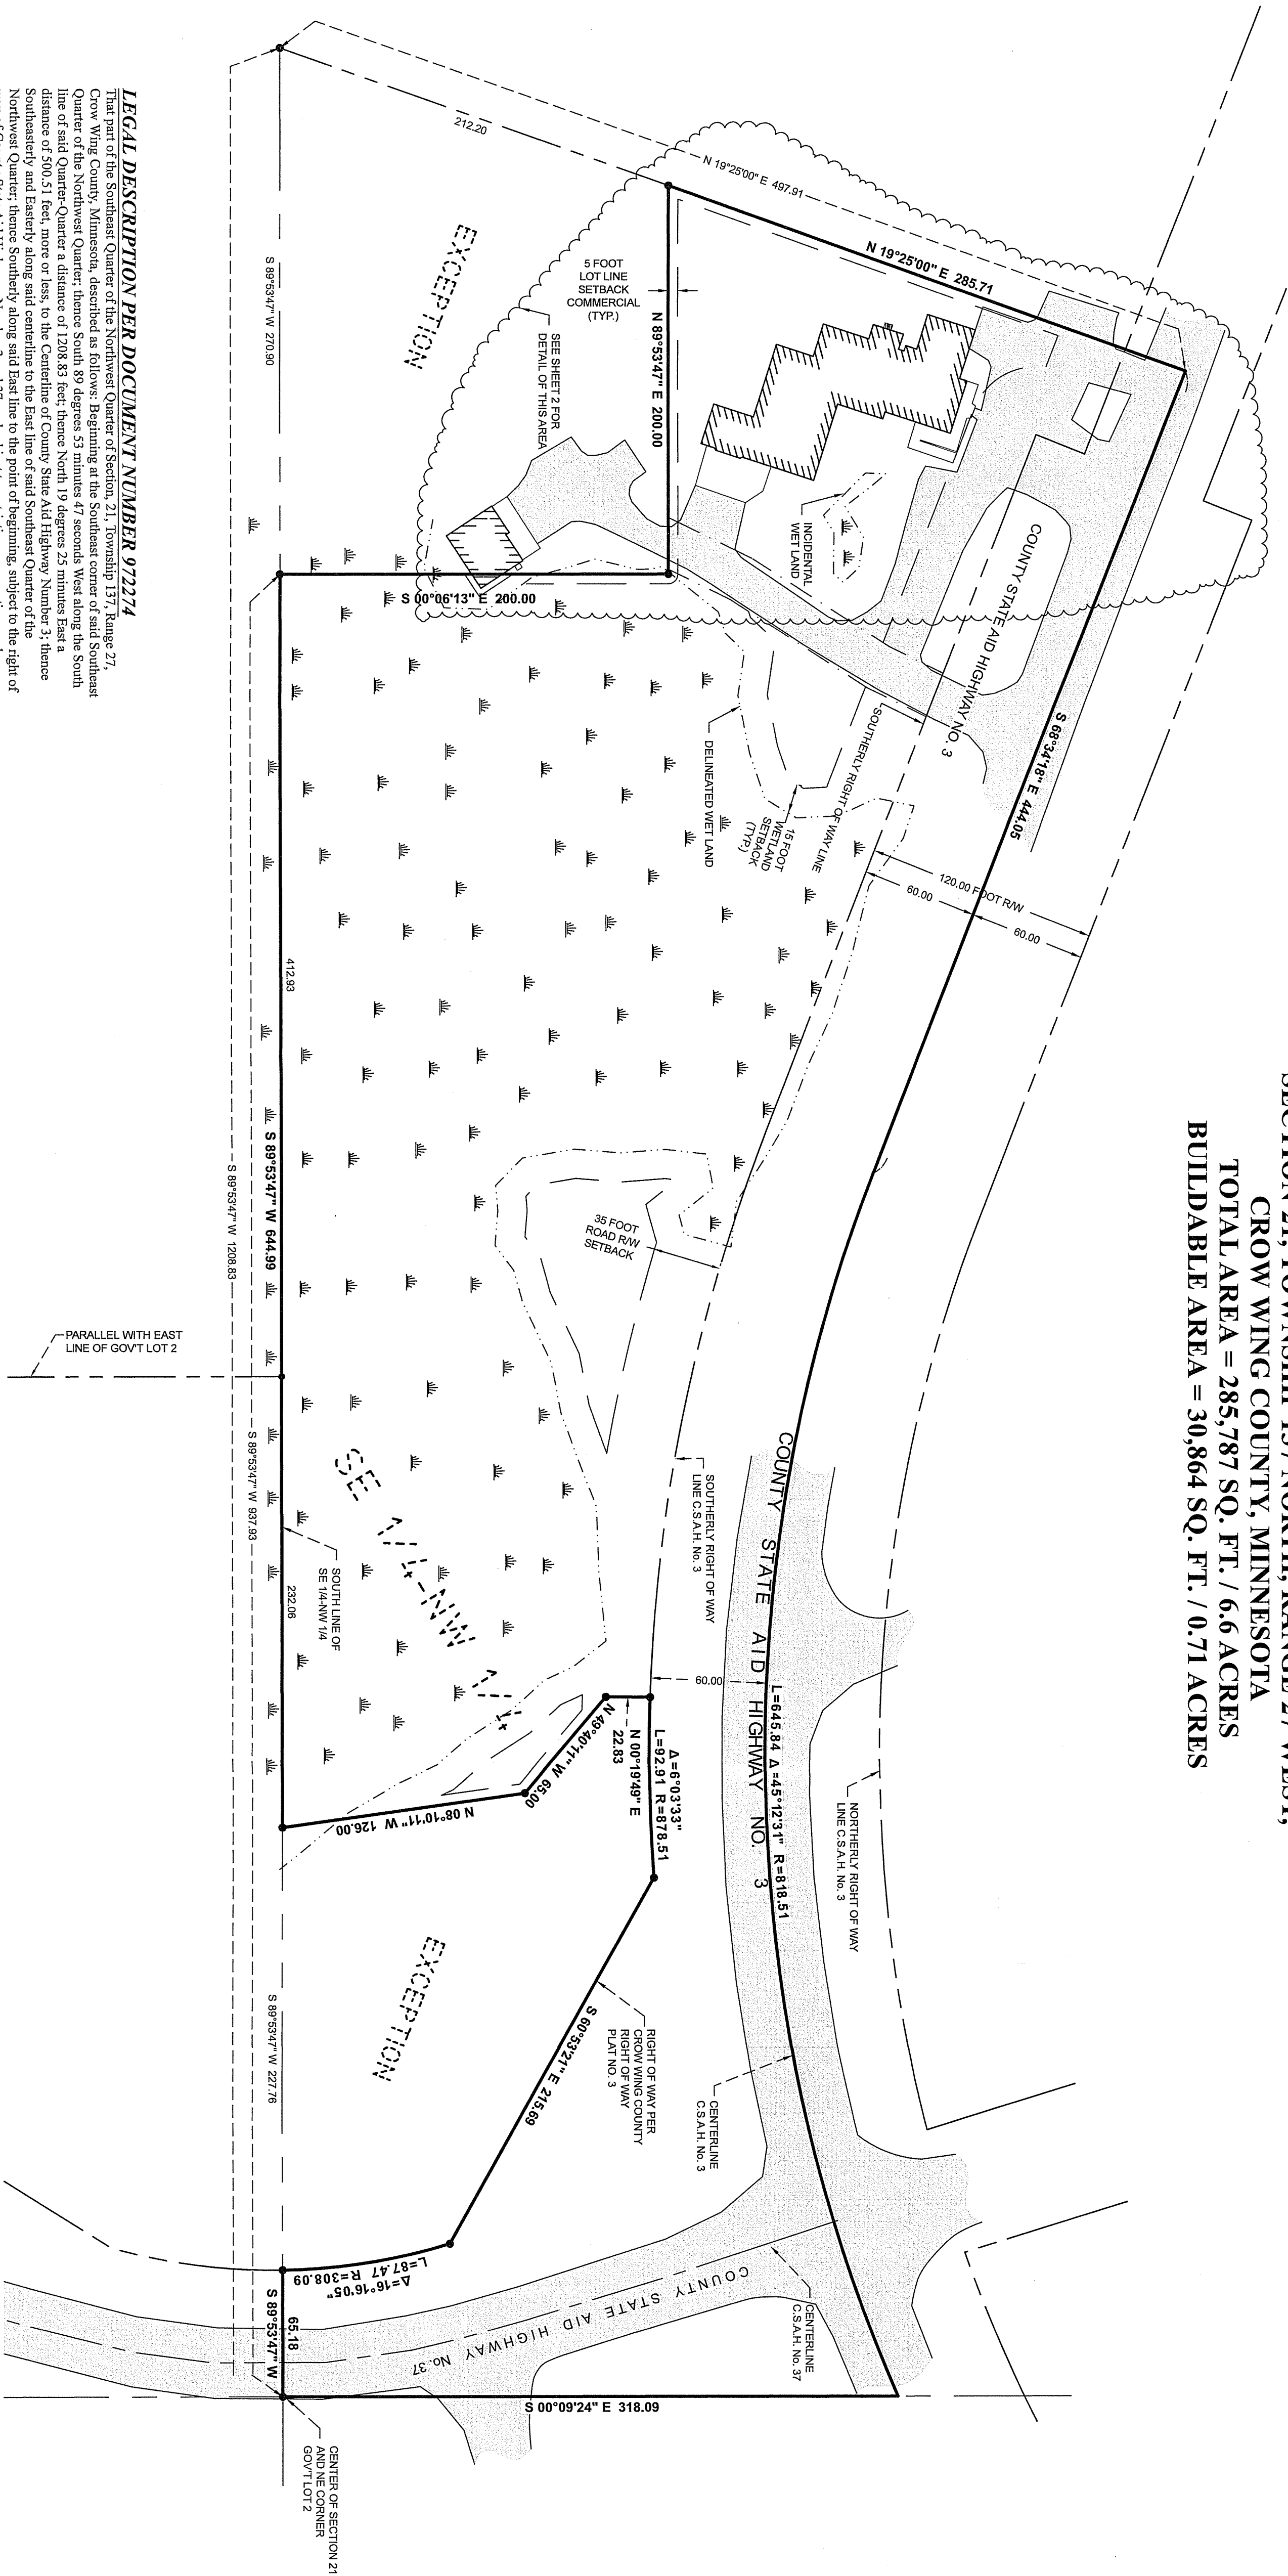 SECTION 21, TOWNSHIP 137 NORTH, RANGE 27 WEST,
CROW WING COUNTY, MINNESOTA
TOTAL AREA = 285,787 SQ. FT. / 6.6 ACRES
BUILDABLE AREA = 30,864 SQ. FT. / 0.71 ACRES
212.20
N 19°25'00" E 497.91
N 19°25'00" E 285.71
S 89°53'47" W 270.90
EXCEPTION
5 FOOT
LOT LINE
SETBACK
COMMERCIAL
(TYP.)
N 89°53'47" E 200.00
SEE SHEET 2 FOR
DETAIL OF THIS AREA
INCIDENTAL
WET LAND
COUNTY STATE AID HIGHWAY NO. 3
S 00°06'13" E 200.00
S 68°34'18" E 444.05
SOUTHERLY RIGHT OF WAY LINE
DELINEATED WET LAND
15 FOOT
WETLAND
SETBACK
(TYP.)
120.00 FOOT R/W
60.00
60.00
412.93
S 89°53'47" W 644.99
S 89°53'47" W 1208.83
35 FOOT
ROAD R/W
SETBACK
PARALLEL WITH EAST
LINE OF GOV'T LOT 2
S 89°53'47" W 937.93
SE 1/4-NW 1/4
SOUTH LINE OF
SE 1/4-NW 1/4
232.06
SOUTHERLY RIGHT OF WAY
LINE C.S.A.H. No. 3
COUNTY STATE AID HIGHWAY NO. 3
60.00
L=645.84 Δ=45°12'31" R=818.51
Δ=6°03'33"
L=92.91 R=878.51
N 00°19'49" E
22.83
N 49°40'11" W 65.00
N 08°10'11" W 126.00
NORTHERLY RIGHT OF WAY
LINE C.S.A.H. No. 3
EXCEPTION
S 60°53'21" E 215.69
RIGHT OF WAY PER
CROW WING COUNTY
RIGHT OF WAY
PLAT NO. 3
CENTERLINE
C.S.A.H. No. 3
S 89°53'47" W 227.76
Δ=16°16'05"
L=87.47 R=308.09
65.18
S 89°53'47" W
COUNTY STATE AID HIGHWAY No. 37
CENTERLINE
C.S.A.H. No. 37
S 00°09'24" E 318.09
CENTER OF SECTION 21
AND NE CORNER
GOV'T LOT 2
LEGAL DESCRIPTION PER DOCUMENT NUMBER 972274
That part of the Southeast Quarter of the Northwest Quarter of Section, 21, Township 137, Range 27,
Crow Wing County, Minnesota, described as follows: Beginning at the Southeast corner of said Southeast
Quarter of the Northwest Quarter; thence South 89 degrees 53 minutes 47 seconds West along the South
line of said Quarter-Quarter a distance of 1208.83 feet; thence North 19 degrees 25 minutes East a
distance of 500.51 feet, more or less, to the Centerline of County State Aid Highway Number 3; thence
Southeasterly and Easterly along said centerline to the East line of said Southeast Quarter of the
Northwest Quarter; thence Southerly along said East line to the point of beginning, subject to the right of